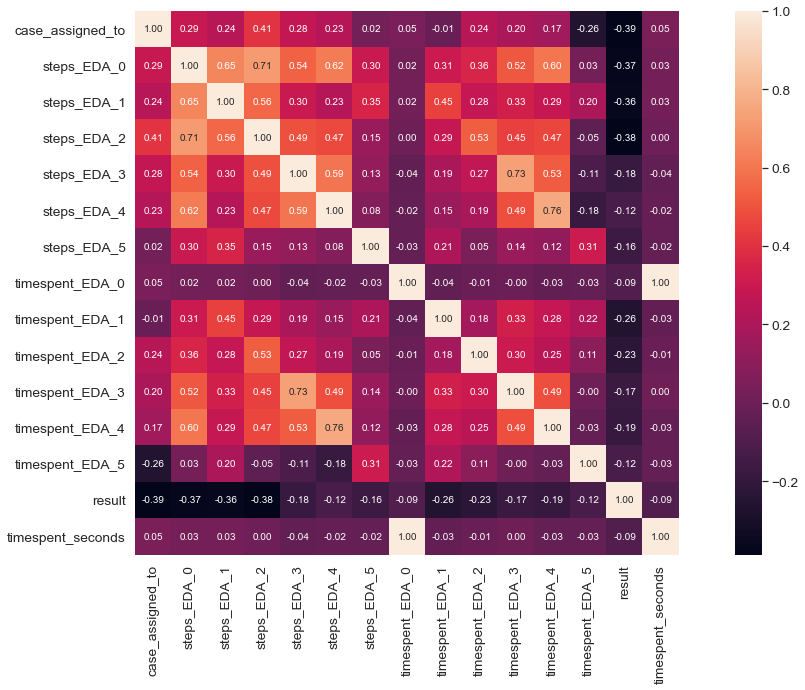 case_assigned_to 1.00 0.29 0.24 0.41 0.28 0.23 0.02 0.05 -0.01 0.24 0.20 0.17 -0.26 -0.39 0.05
steps_EDA_0 0.29 1.00 0.65 0.71 0.54 0.62 0.30 0.02 0.31 0.36 0.52 0.60 0.03 -0.37 0.03
steps_EDA_1 0.24 0.65 1.00 0.56 0.30 0.23 0.35 0.02 0.45 0.28 0.33 0.29 0.20 -0.36 0.03
steps_EDA_2 0.41 0.71 0.56 1.00 0.49 0.47 0.15 0.00 0.29 0.53 0.45 0.47 -0.05 -0.38 0.00
steps_EDA_3 0.28 0.54 0.30 0.49 1.00 0.59 0.13 -0.04 0.19 0.27 0.73 0.53 -0.11 -0.18 -0.04
steps_EDA_4 0.23 0.62 0.23 0.47 0.59 1.00 0.08 -0.02 0.15 0.19 0.49 0.76 -0.18 -0.12 -0.02
steps_EDA_5 0.02 0.30 0.35 0.15 0.13 0.08 1.00 -0.03 0.21 0.05 0.14 0.12 0.31 -0.16 -0.02
timespent_EDA_0 0.05 0.02 0.02 0.00 -0.04 -0.02 -0.03 1.00 -0.04 -0.01 -0.00 -0.03 -0.03 -0.09 1.00
timespent_EDA_1 -0.01 0.31 0.45 0.29 0.19 0.15 0.21 -0.04 1.00 0.18 0.33 0.28 0.22 -0.26 -0.03
timespent_EDA_2 0.24 0.36 0.28 0.53 0.27 0.19 0.05 -0.01 0.18 1.00 0.30 0.25 0.11 -0.23 -0.01
timespent_EDA_3 0.20 0.52 0.33 0.45 0.73 0.49 0.14 -0.00 0.33 0.30 1.00 0.49 -0.00 -0.17 0.00
timespent_EDA_4 0.17 0.60 0.29 0.47 0.53 0.76 0.12 -0.03 0.28 0.25 0.49 1.00 -0.03 -0.19 -0.03
timespent_EDA_5 -0.26 0.03 0.20 -0.05 -0.11 -0.18 0.31 -0.03 0.22 0.11 -0.00 -0.03 1.00 -0.12 -0.03
result -0.39 -0.37 -0.36 -0.38 -0.18 -0.12 -0.16 -0.09 -0.26 -0.23 -0.17 -0.19 -0.12 1.00 -0.09
timespent_seconds 0.05 0.03 0.03 0.00 -0.04 -0.02 -0.02 1.00 -0.03 -0.01 0.00 -0.03 -0.03 -0.09 1.00
case_assigned_to
steps_EDA_0
steps_EDA_1
steps_EDA_2
steps_EDA_3
steps_EDA_4
steps_EDA_5
timespent_EDA_0
timespent_EDA_1
timespent_EDA_2
timespent_EDA_3
timespent_EDA_4
timespent_EDA_5
result
timespent_seconds
1.0
0.8
0.6
0.4
0.2
0.0
−0.2